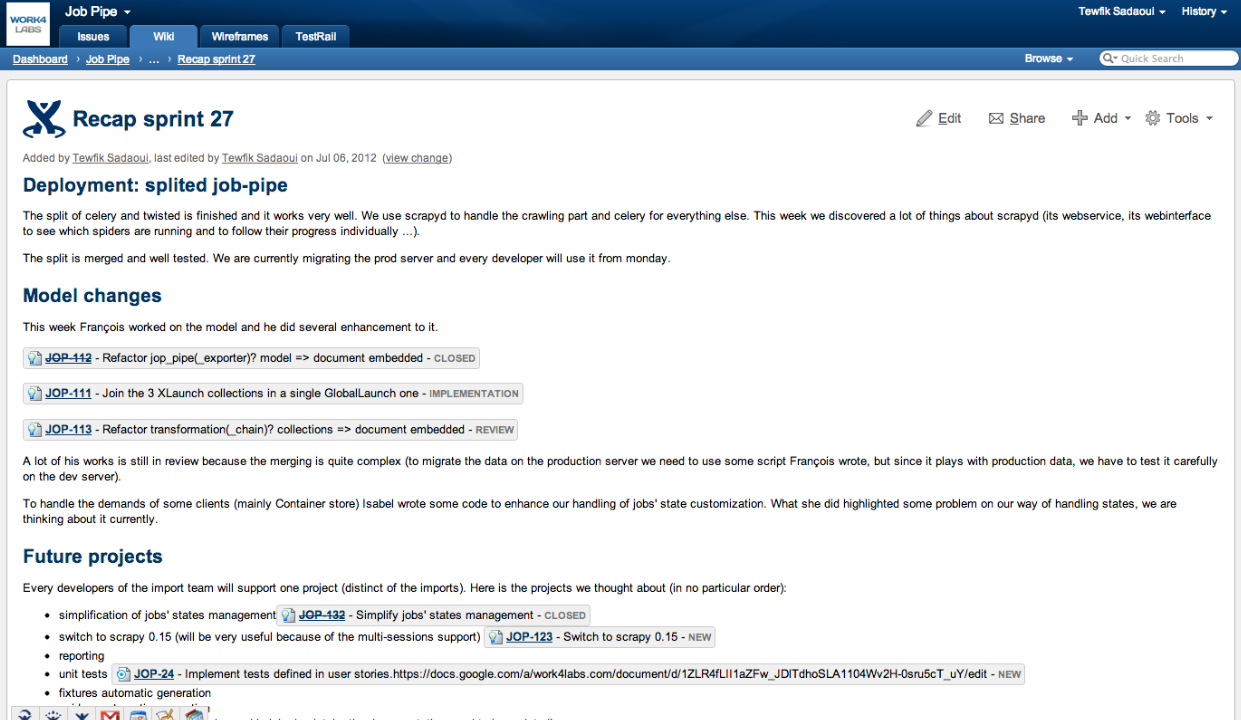 WORK4
LABS
Job Pipe
Tewfik Sadaoui
History
Issues
Wiki
Wireframes
TestRail
Dashboard › Job Pipe › ... › Recap sprint 27
Browse
Quick Search
Recap sprint 27
Edit
Share
Add
Tools
Added by Tewfik Sadaoui, last edited by Tewfik Sadaoui on Jul 06, 2012 (view change)
Deployment: splited job-pipe
The split of celery and twisted is finished and it works very well. We use scrapyd to handle the crawling part and celery for everything else. This week we discovered a lot of things about scrapyd (its webservice, its webinterface
to see which spiders are running and to follow their progress individually ...).
The split is merged and well tested. We are currently migrating the prod server and every developer will use it from monday.
Model changes
This week François worked on the model and he did several enhancement to it.
JOP-112 - Refactor jop_pipe(_exporter)? model => document embedded - CLOSED
JOP-111 - Join the 3 XLaunch collections in a single GlobalLaunch one - IMPLEMENTATION
JOP-113 - Refactor transformation(_chain)? collections => document embedded - REVIEW
A lot of his works is still in review because the merging is quite complex (to migrate the data on the production server we need to use some script François wrote, but since it plays with production data, we have to test it carefully
on the dev server).
To handle the demands of some clients (mainly Container store) Isabel wrote some code to enhance our handling of jobs' state customization. What she did highlighted some problem on our way of handling states, we are
thinking about it currently.
Future projects
Every developers of the import team will support one project (distinct of the imports). Here is the projects we thought about (in no particular order):
• simplification of jobs' states management JOP-132 - Simplify jobs' states management - CLOSED
• switch to scrapy 0.15 (will be very useful because of the multi-sessions support) JOP-123 - Switch to scrapy 0.15 - NEW
• reporting
• unit tests JOP-24 - Implement tests defined in user stories.https://docs.google.com/a/work4labs.com/document/d/1ZLR4fLII1aZFw_JDlTdhoSLA1104Wv2H-0sru5cT_uY/edit - NEW
• fixtures automatic generation